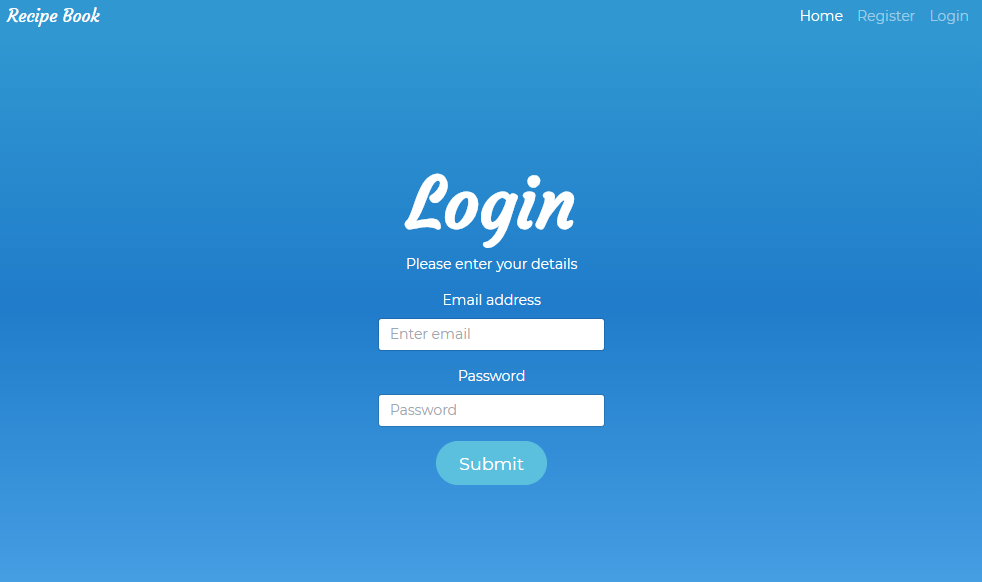 Recipe Book
Home Register Login
Login
Please enter your details
Email address
Enter email
Password
Password
Submit